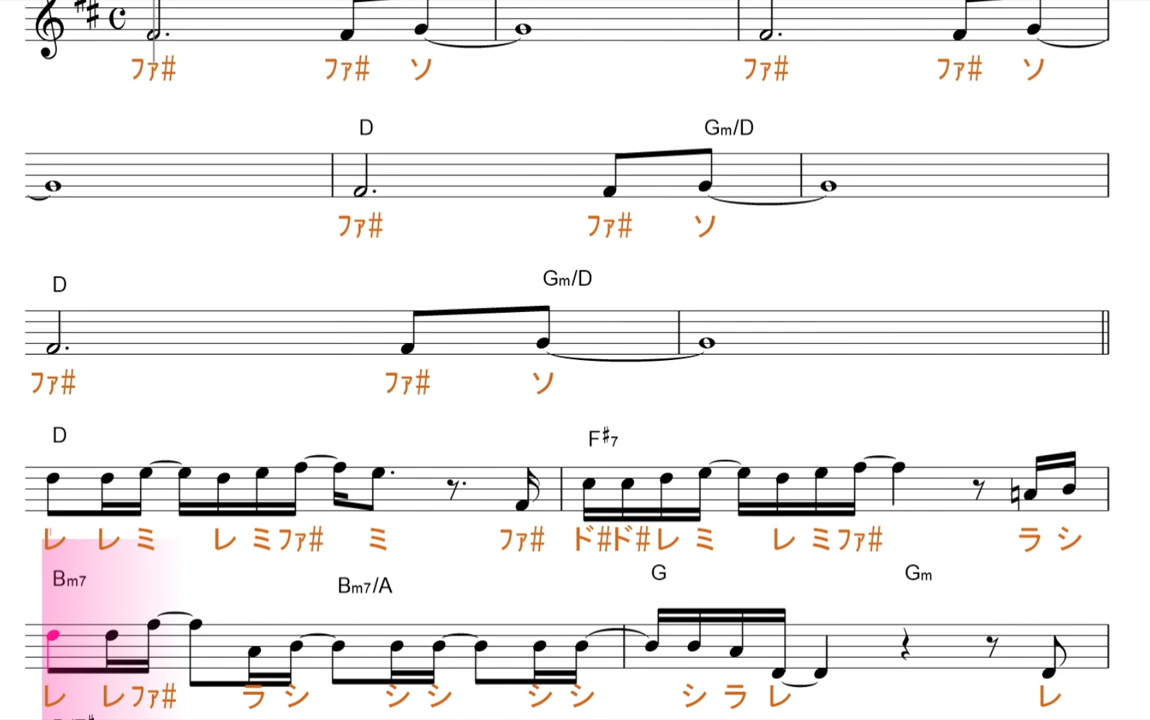 ファ# ファ# ソ ファ# ファ# ソ
D Gm/D
ファ# ファ# ソ
D Gm/D
ファ# ファ# ソ
D F#7
レ レ ミ レ ミ ファ# ミ ファ# ド# ド# レ ミ レ ミ ファ# ラ シ
Bm7 Bm7/A G Gm
レ レ ファ# ラ シ シ シ シ シ シ ラ レ レ